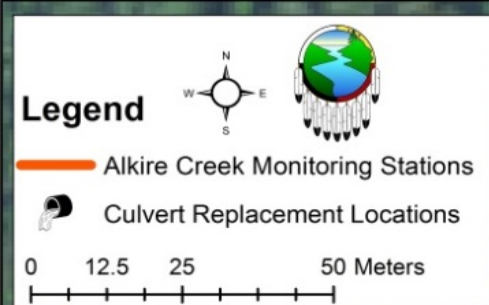 N
W E
S
Legend
Alkire Creek Monitoring Stations
Culvert Replacement Locations
0 12.5 25 50 Meters